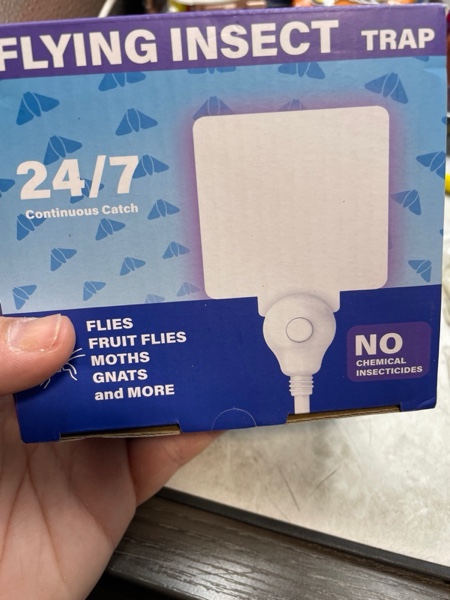 FLYING INSECT TRAP
24/7
Continuous Catch
FLIES
FRUIT FLIES
MOTHS
GNATS
and MORE
NO
CHEMICAL
INSECTICIDES